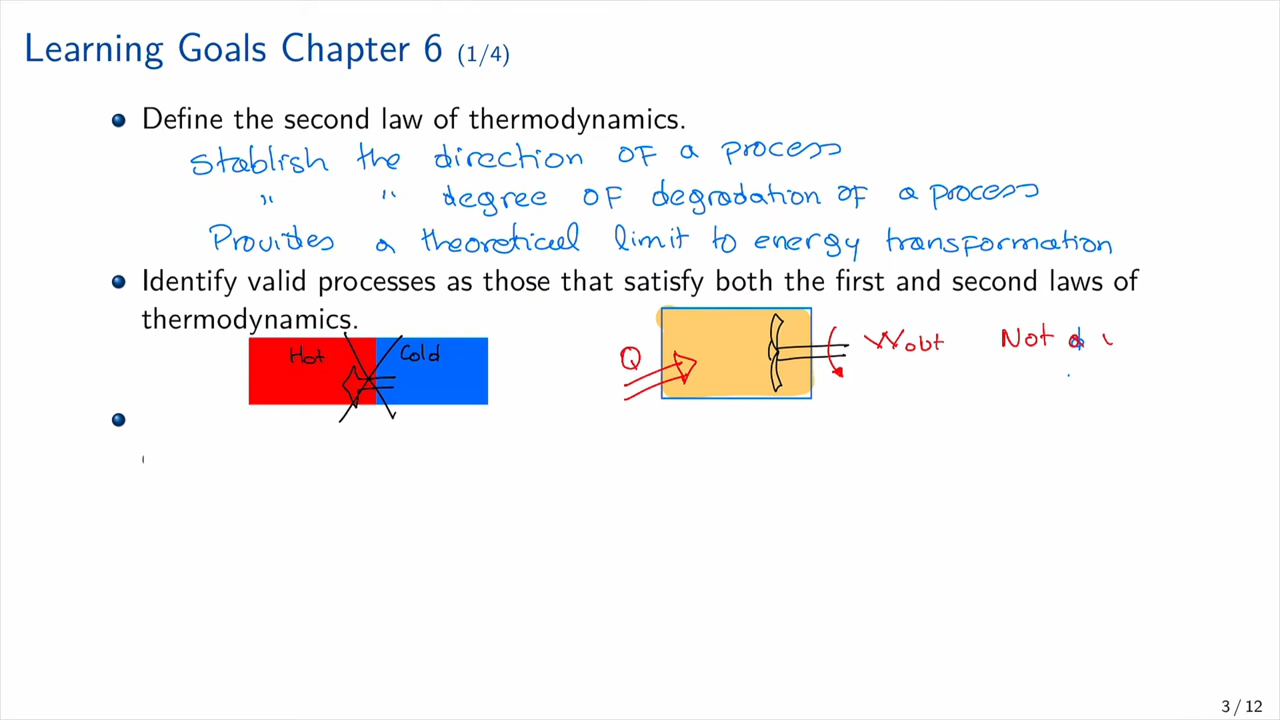 Learning Goals Chapter 6 (1/4)
Define the second law of thermodynamics.
Stablish the direction of a process
" " degree of degradation of a process
Provides a theoretical limit to energy transformation
Identify valid processes as those that satisfy both the first and second laws of
thermodynamics.
Hot Cold
Q
Wout Not a
3 / 12